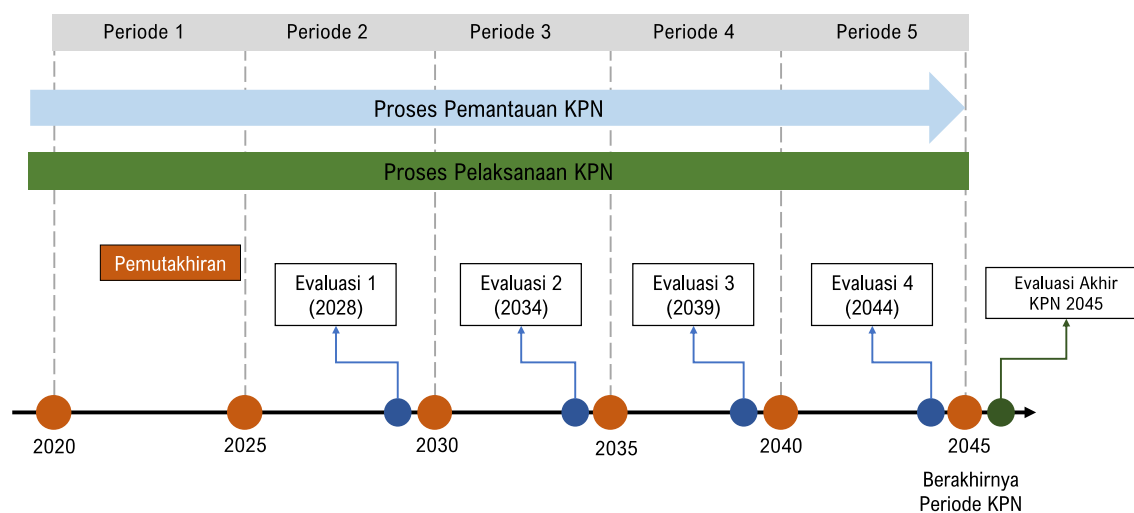 Periode 1
Periode 2
Periode 3
Periode 4
Periode 5
Proses Pemantauan KPN
Proses Pelaksanaan KPN
Pemutakhiran
Evaluasi 1
(2028)
Evaluasi 2
(2034)
Evaluasi 3
(2039)
Evaluasi 4
(2044)
Evaluasi Akhir
KPN 2045
2020
2025
2030
2035
2040
2045
Berakhirnya
Periode KPN